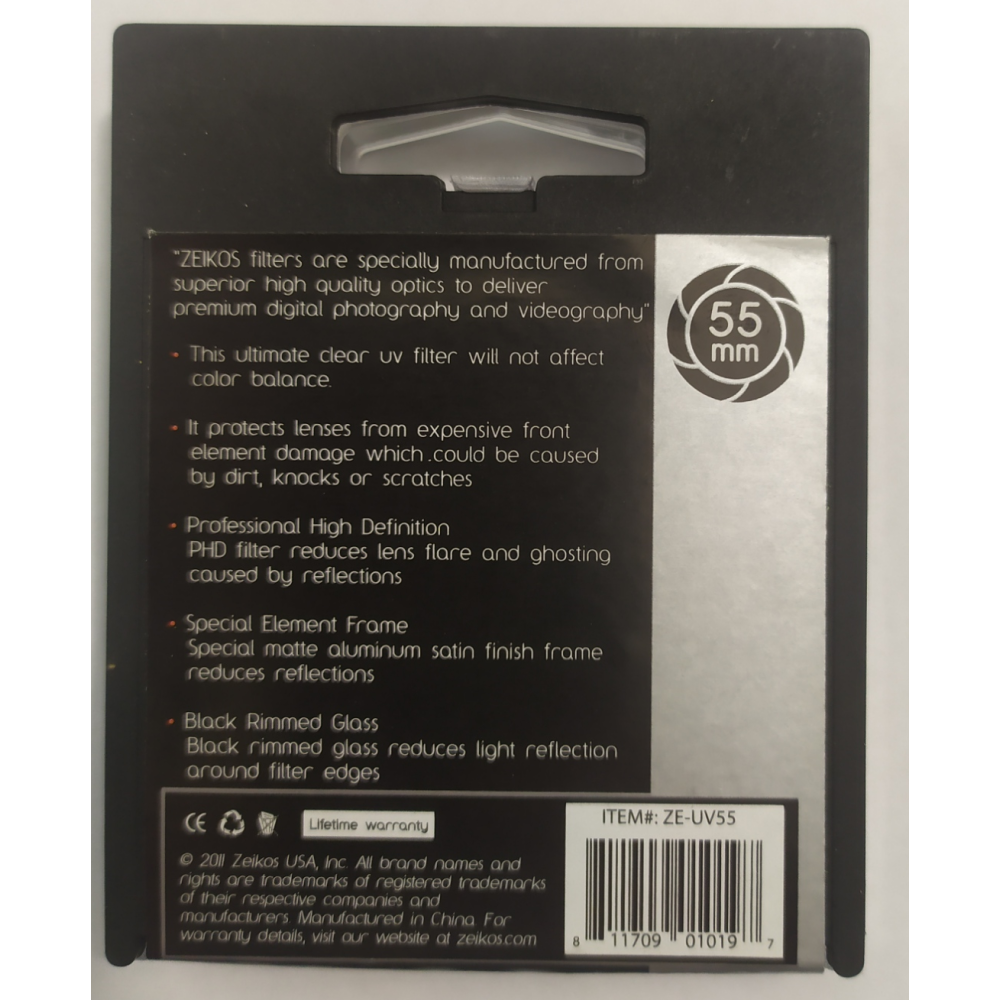 "ZEIKOS filters are specially manufactured from
superior high quality optics to deliver
premium digital photography and videography"
55
mm
• This ultimate clear uv filter will not affect
color balance.
• It protects lenses from expensive front
element damage which.could be caused
by dirt, knocks or scratches
• Professional High Definition
PHD filter reduces lens flare and ghosting
caused by reflections
• Special Element Frame
Special matte aluminum satin finish frame
reduces reflections
• Black Rimmed Glass
Black rimmed glass reduces light reflection
around filter edges
CE
Lifetime warranty
© 2011 Zeikos USA, Inc. All brand names and
rights are trademarks of registered trademarks
of their respective companies and
manufacturers. Manufactured in China. For
warranty details, visit our website at zeikos.com
ITEM#: ZE-UV55
8 11709 01019 7